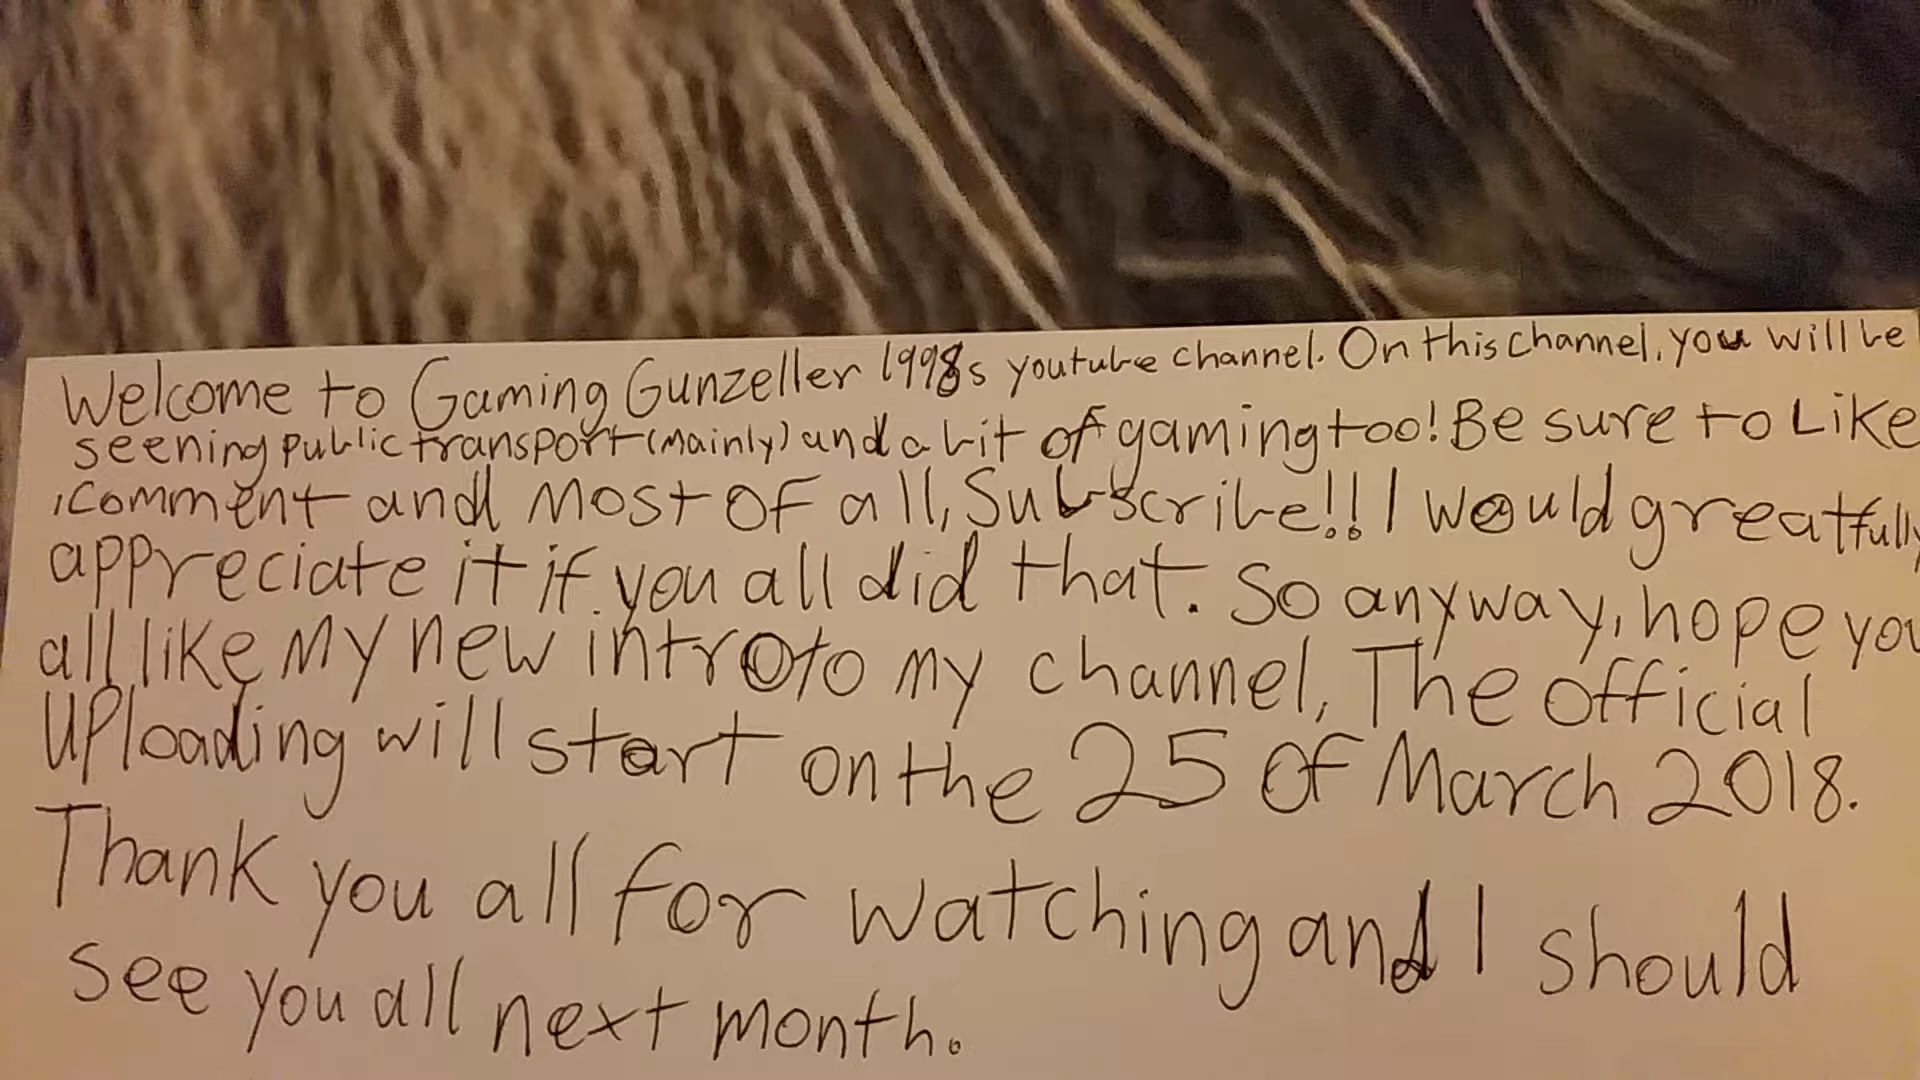 Welcome to Gaming Gunzeller 1998s youtube channel. On this channel, you will be
seening public transport (mainly) and a bit of gaming too! Be sure to Like
, comment and most of all, Subscribe!!! I would greatfully
appreciate it if you all did that. So anyway, hope you
all like my new intro to my channel, The official
uploading will start on the 25 of March 2018.
Thank you all for watching and I should
see you all next month.